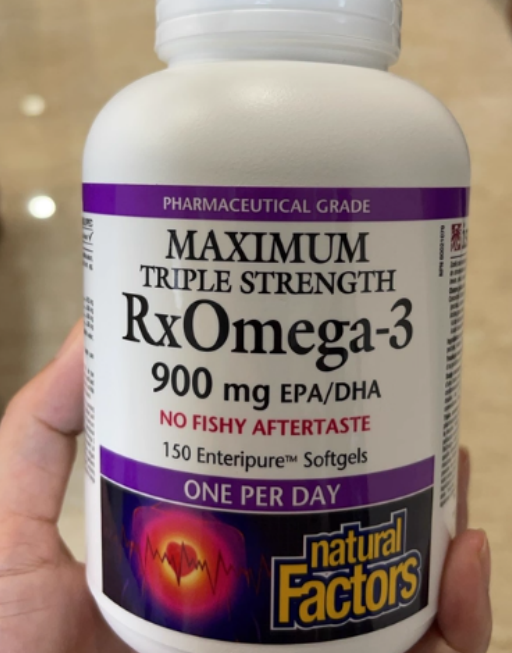 PHARMACEUTICAL GRADE
MAXIMUM
TRIPLE STRENGTH
RxOmega-3
900 mg EPA/DHA
NO FISHY AFTERTASTE
150 Enteripure™ Softgels
ONE PER DAY
natural
Factors